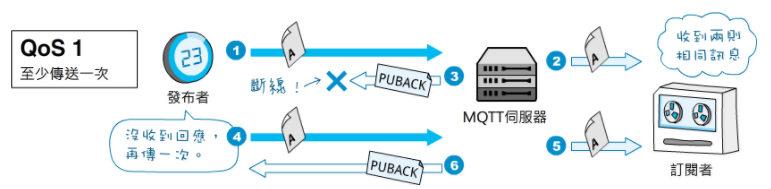 QoS 1
至少傳送一次
23
發布者
1
A
斷線！
PUBACK
3
MQTT伺服器
2
A
收到兩則
相同訊息
沒收到回應，
再傳一次。
4
A
PUBACK
6
5
A
訂閱者